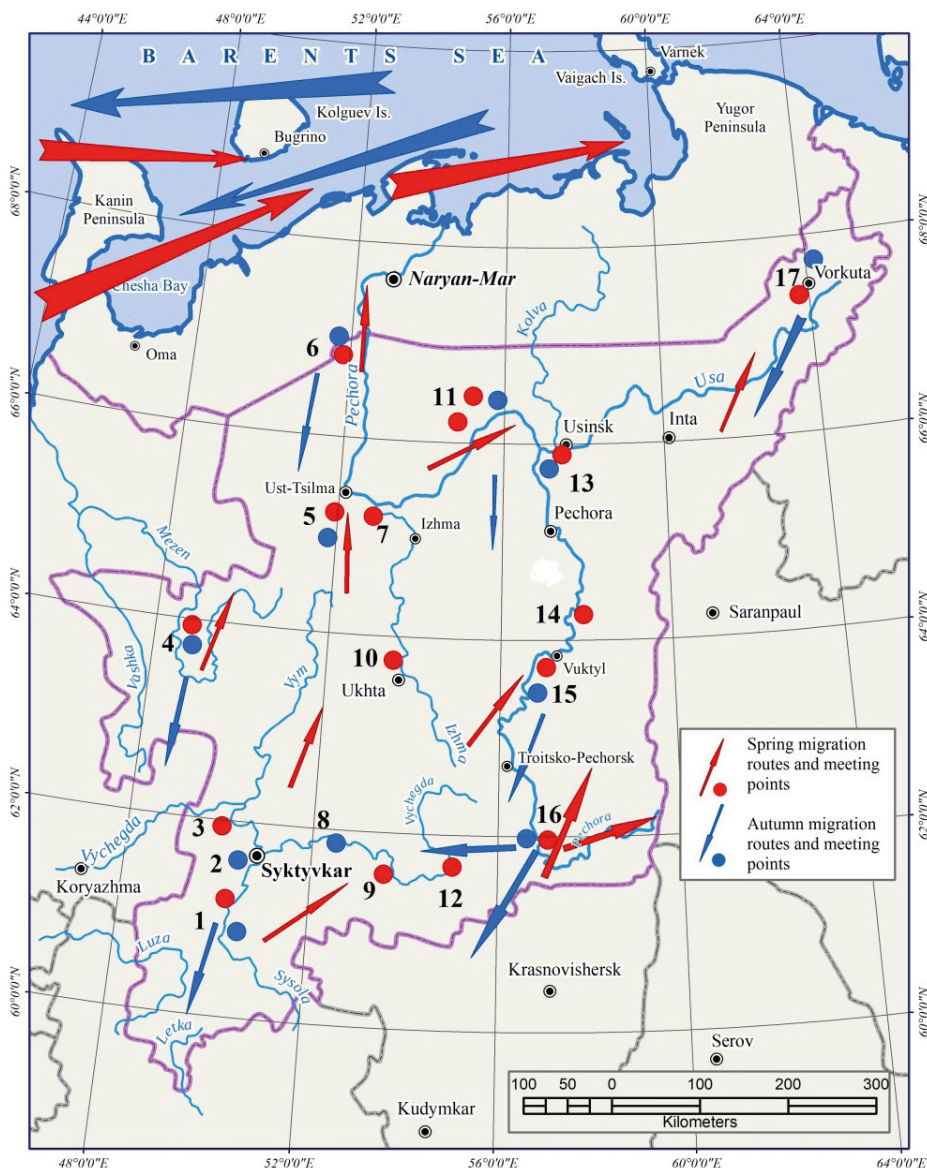 44°0'0"E 48°0'0"E 52°0'0"E 56°0'0"E 60°0'0"E 64°0'0"E
B A R E N T S S E A
Varnek
Vaigach Is.
Kolguev Is.
Bugrino
Yugor
Peninsula
68°0'0"N
Kanin
Peninsula
68°0'0"N
Chesha Bay
Naryan-Mar
17
Vorkuta
Kolva
Oma
6
Pechora
11
Usa
66°0'0"N
Usinsk
Inta
66°0'0"N
13
Ust-Tsilma
5
7
Izhma
Pechora
Mezen
64°0'0"N
14
Saranpaul
64°0'0"N
4
Vashka
Vym
10
Ukhta
Vuktyl
15
Izhma
Troitsko-Pechorsk
Spring migration
routes and meeting
points
Autumn migration
routes and meeting
points
62°0'0"N
Vychegda
62°0'0"N
3
8
16
Pechora
Vychegda
2
Syktyvkar
9
12
Koryazhma
1
Luza
Sysola
Krasnovishersk
60°0'0"N
Letka
60°0'0"N
Serov
100 50 0 100 200 300
Kilometers
Kudymkar
48°0'0"E 52°0'0"E 56°0'0"E 60°0'0"E 64°0'0"E